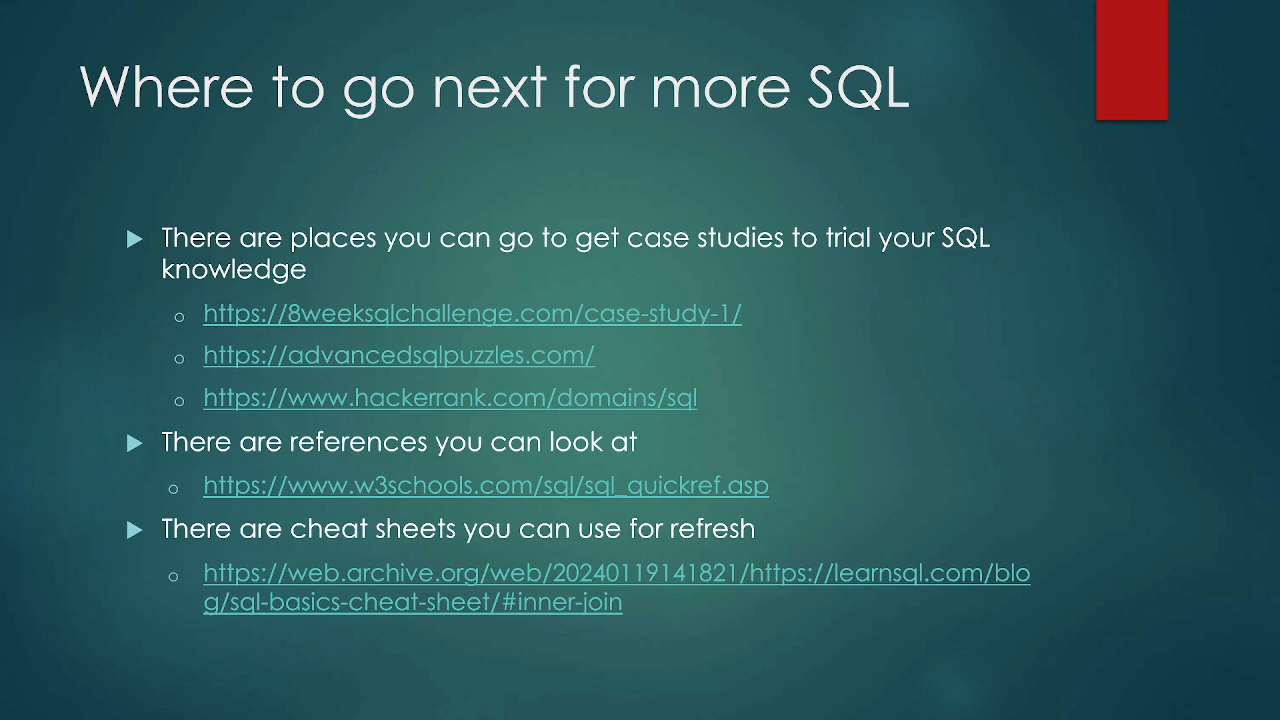 Where to go next for more SQL
There are places you can go to get case studies to trial your SQL
knowledge
https://8weeksqlchallenge.com/case-study-1/
https://advancedsqlpuzzles.com/
https://www.hackerrank.com/domains/sql
There are references you can look at
https://www.w3schools.com/sql/sql_quickref.asp
There are cheat sheets you can use for refresh
https://web.archive.org/web/20240119141821/https://learnsql.com/blo
g/sql-basics-cheat-sheet/#inner-join